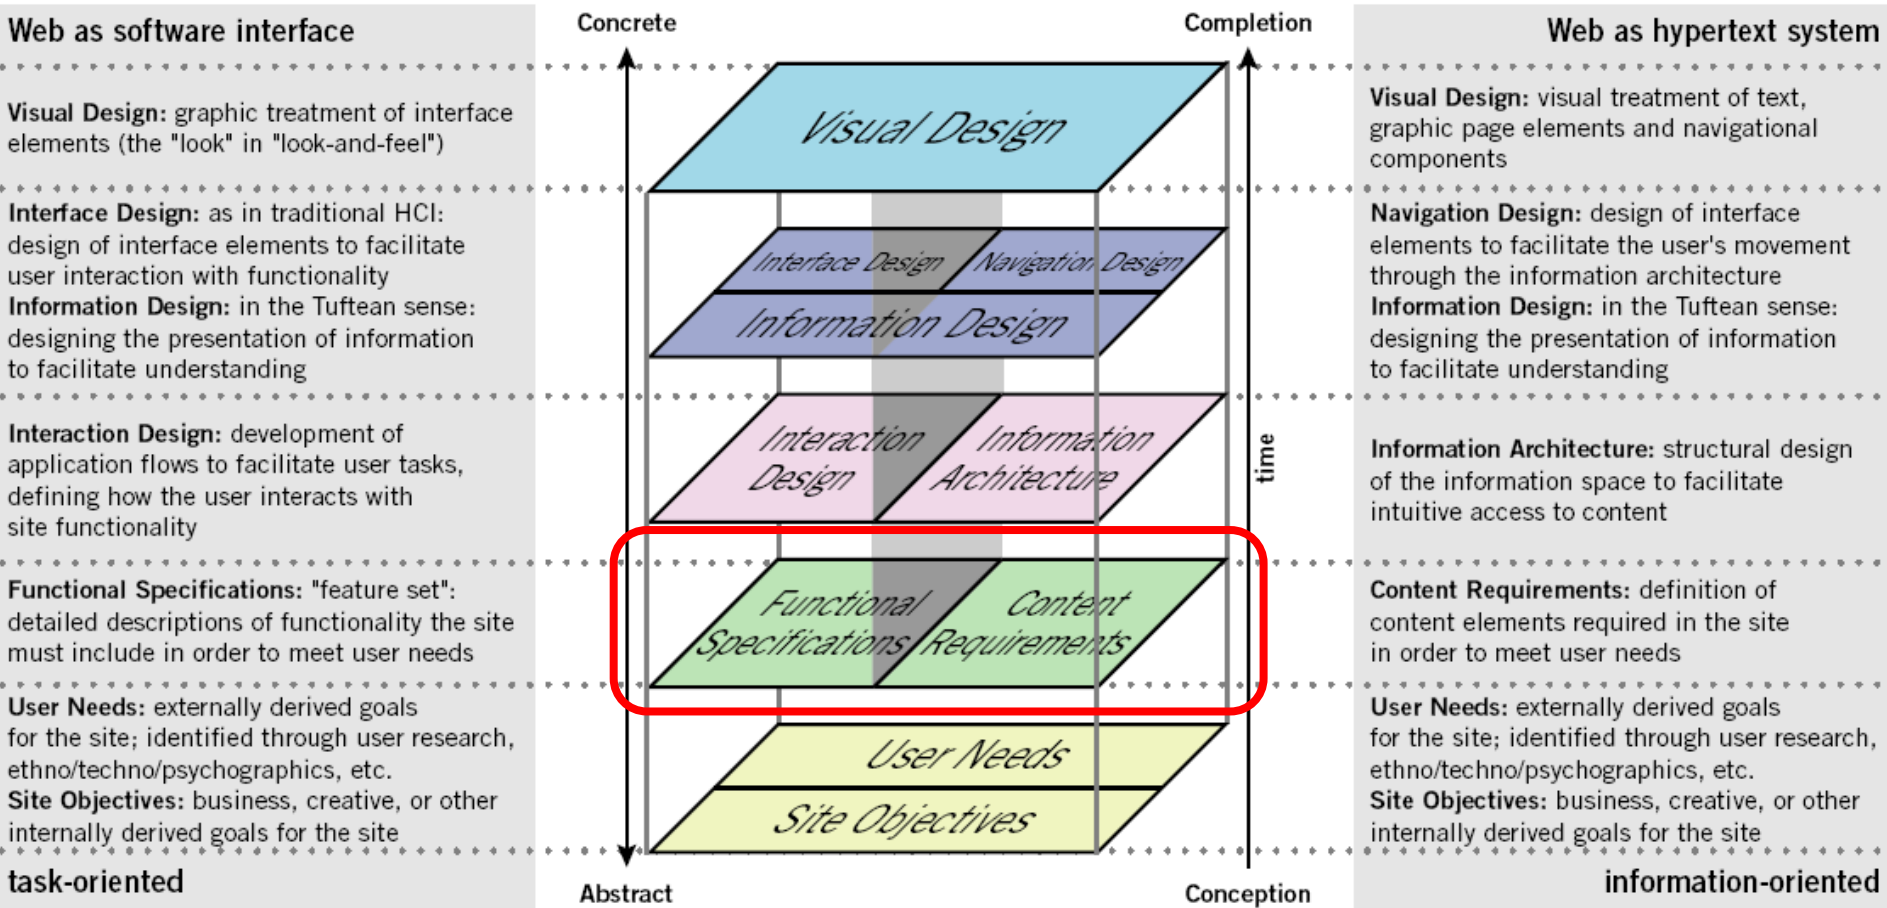 Web as software interface
Visual Design: graphic treatment of interface
elements (the "look" in "look-and-feel")
Interface Design: as in traditional HCI:
design of interface elements to facilitate
user interaction with functionality
Information Design: in the Tuftean sense:
designing the presentation of information
to facilitate understanding
Interaction Design: development of
application flows to facilitate user tasks,
defining how the user interacts with
site functionality
Functional Specifications: "feature set":
detailed descriptions of functionality the site
must include in order to meet user needs
User Needs: externally derived goals
for the site; identified through user research,
ethno/techno/psychographics, etc.
Site Objectives: business, creative, or other
internally derived goals for the site
task-oriented
Concrete
Completion
Visual Design
Interface Design
Navigation Design
Information Design
Interaction
Design
Information
Architecture
time
Functional
Specifications
Content
Requirements
User Needs
Site Objectives
Abstract
Conception
Web as hypertext system
Visual Design: visual treatment of text,
graphic page elements and navigational
components
Navigation Design: design of interface
elements to facilitate the user's movement
through the information architecture
Information Design: in the Tuftean sense:
designing the presentation of information
to facilitate understanding
Information Architecture: structural design
of the information space to facilitate
intuitive access to content
Content Requirements: definition of
content elements required in the site
in order to meet user needs
User Needs: externally derived goals
for the site; identified through user research,
ethno/techno/psychographics, etc.
Site Objectives: business, creative, or other
internally derived goals for the site
information-oriented